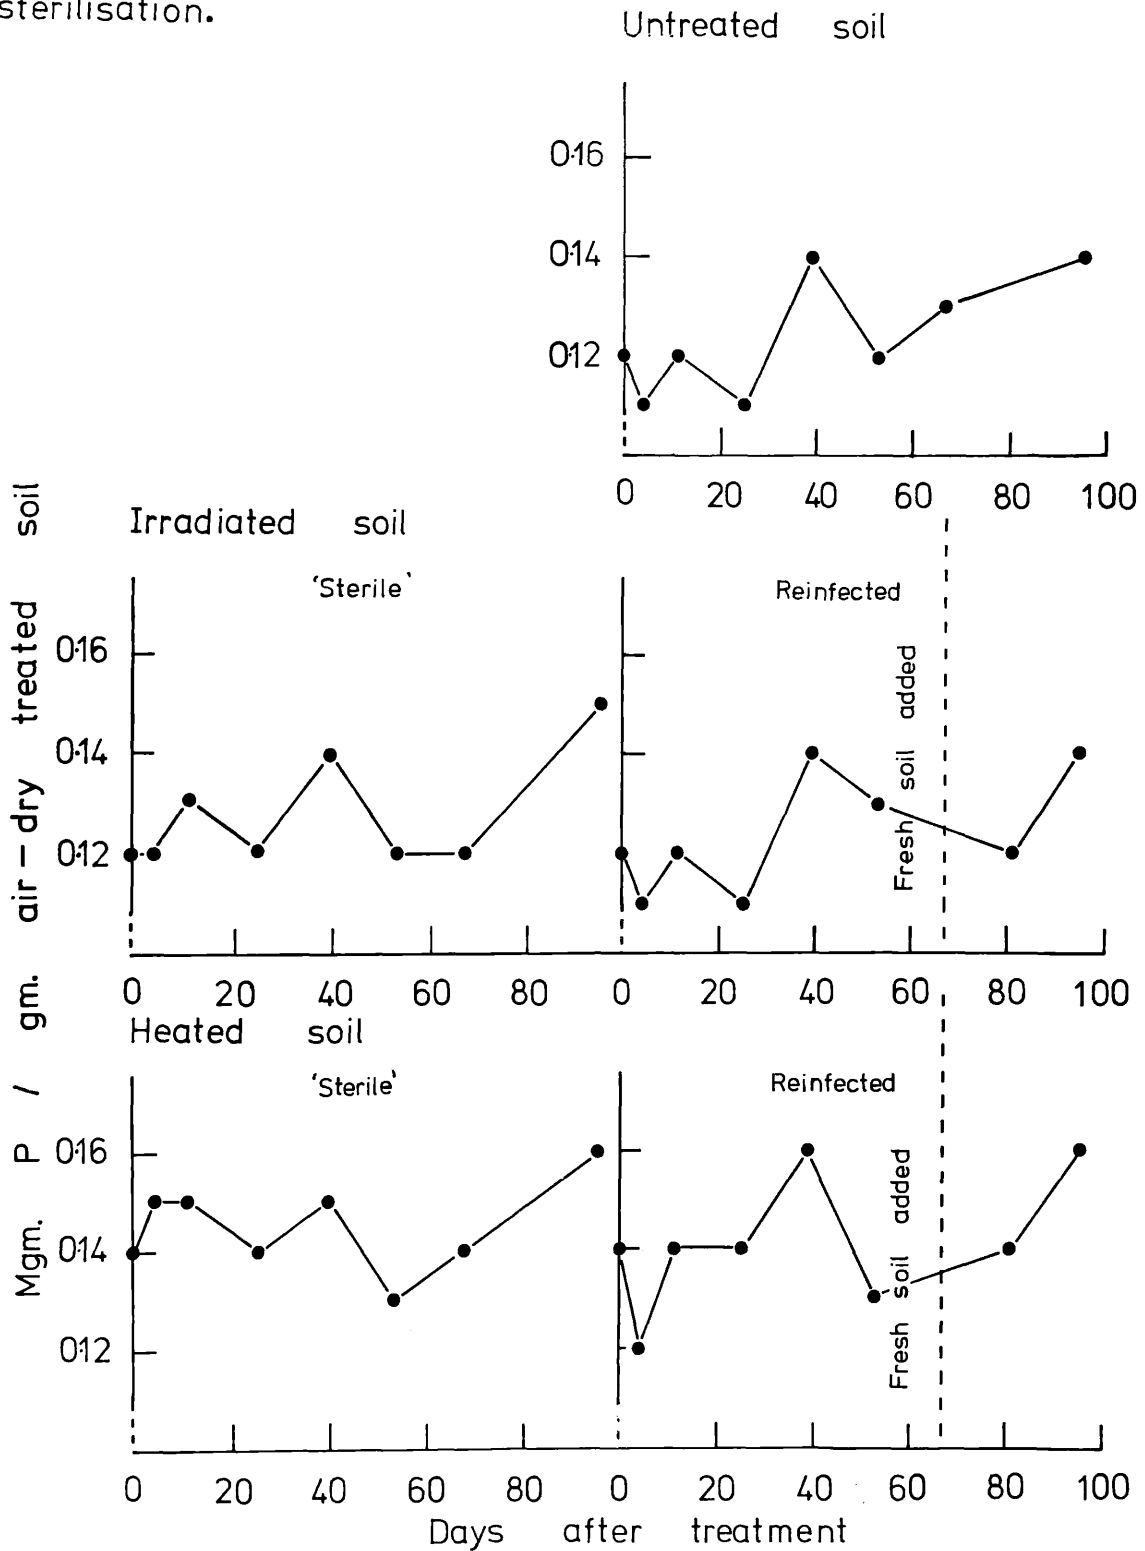 sterilisation.
Untreated soil
0·16
0·14
0·12
0 20 40 60 80 100
Irradiated soil
'Sterile'
Reinfected
0·16
0·14
0·12
Fresh soil added
0 20 40 60 80 0 20 40 60 80 100
Heated soil
'Sterile'
Reinfected
0·16
0·14
0·12
Fresh soil added
0 20 40 60 80 0 20 40 60 80 100
Days after treatment
Mgm. P / gm. air-dry treated soil